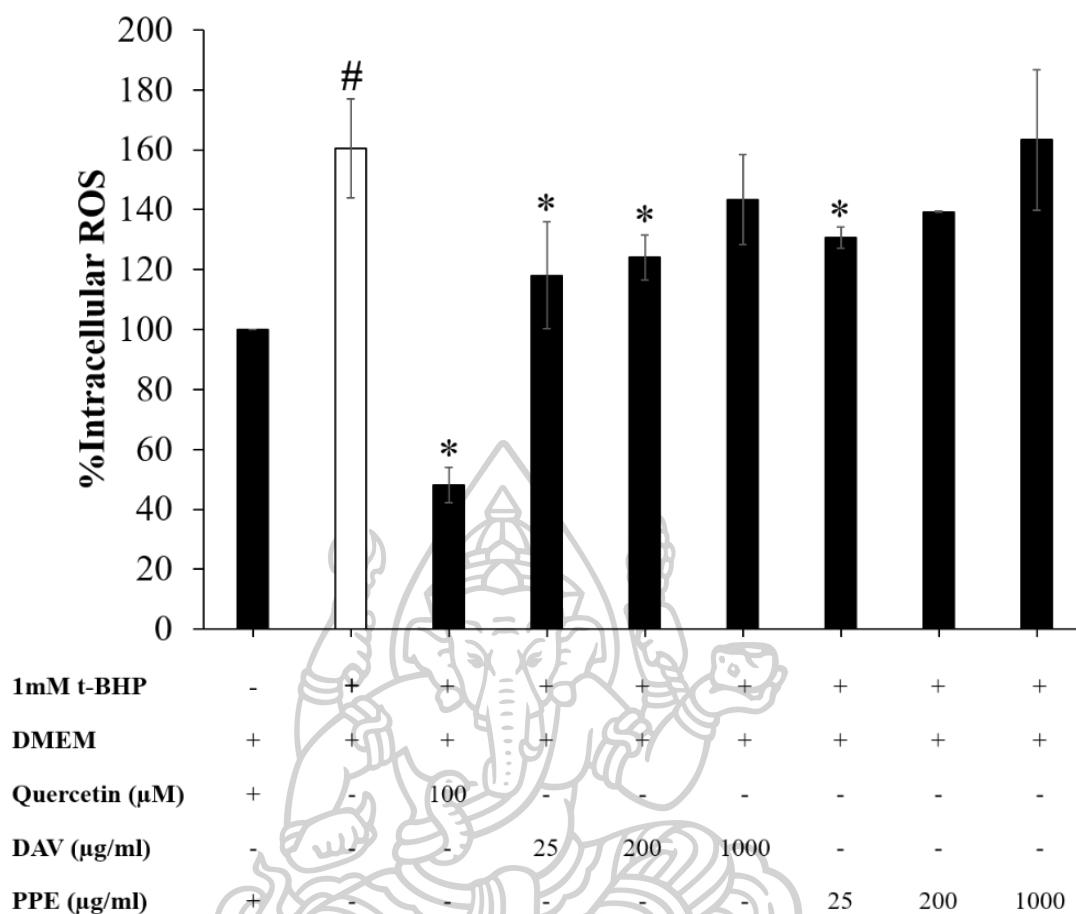 200
#
180
160
*
*
*
140
120
100
80
*
60
40
20
0
%Intracellular ROS
1mM t-BHP - + + + + + + + +
DMEM + + + + + + + + +
Quercetin (µM) + - 100 - - - - - -
DAV (µg/ml) - - - 25 200 1000 - - -
PPE (µg/ml) + - - - - - 25 200 1000